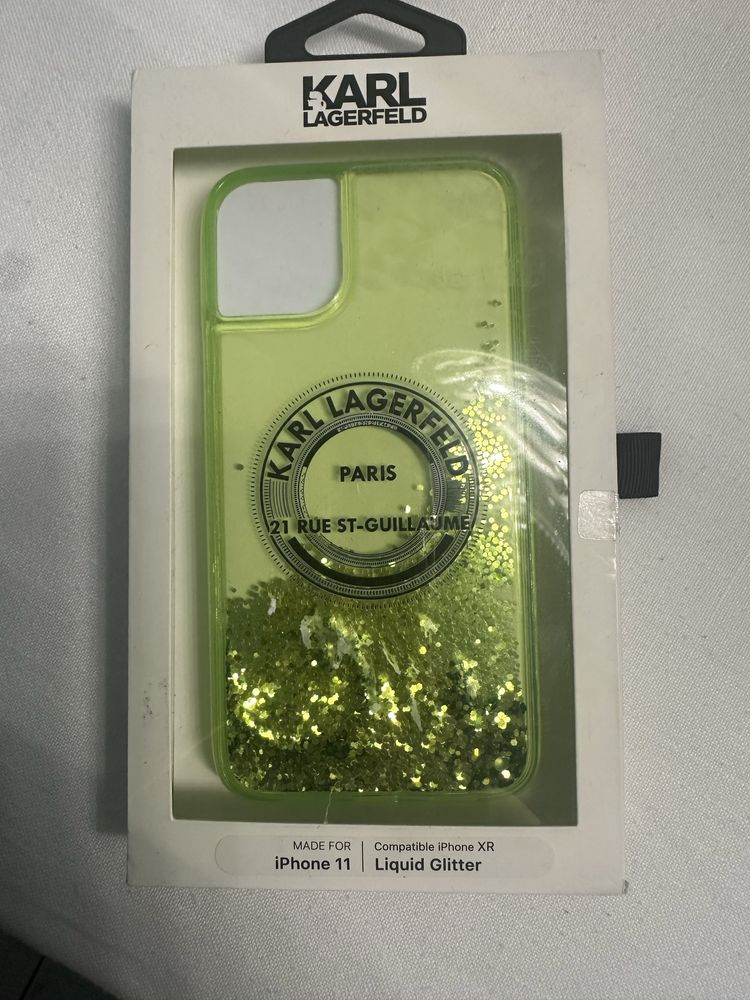 KARL
LAGERFELD
KARL LAGERFELD
PARIS
21 RUE ST-GUILLAUME
MADE FOR
iPhone 11
Compatible iPhone XR
Liquid Glitter